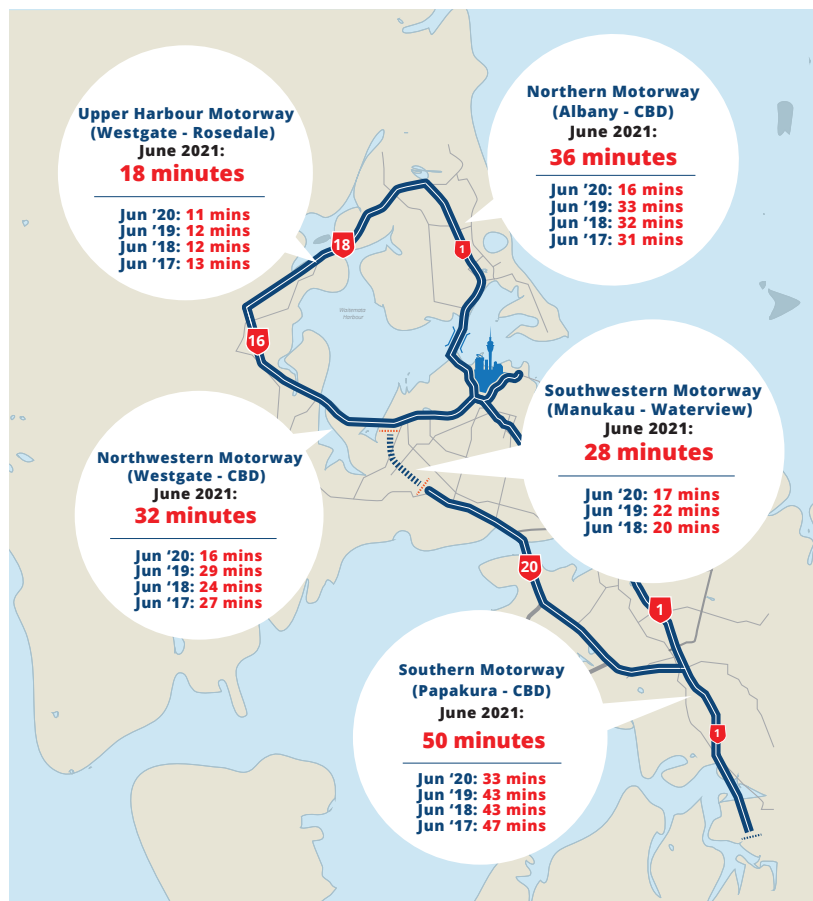 Northern Motorway
(Albany - CBD)
June 2021:
36 minutes
Jun ‘20: 16 mins
Jun ‘19: 33 mins
Jun ‘18: 32 mins
Jun ‘17: 31 mins
Upper Harbour Motorway
(Westgate - Rosedale)
June 2021:
18 minutes
Jun ‘20: 11 mins
Jun ‘19: 12 mins
Jun ‘18: 12 mins
Jun ‘17: 13 mins
18
1
16
Waitemata
Harbour
Southwestern Motorway
(Manukau - Waterview)
June 2021:
28 minutes
Jun ‘20: 17 mins
Jun ‘19: 22 mins
Jun ‘18: 20 mins
Northwestern Motorway
(Westgate - CBD)
June 2021:
32 minutes
Jun ‘20: 16 mins
Jun ‘19: 29 mins
Jun ‘18: 24 mins
Jun ‘17: 27 mins
20
1
Southern Motorway
(Papakura - CBD)
June 2021:
50 minutes
Jun ‘20: 33 mins
Jun ‘19: 43 mins
Jun ‘18: 43 mins
Jun ‘17: 47 mins
1